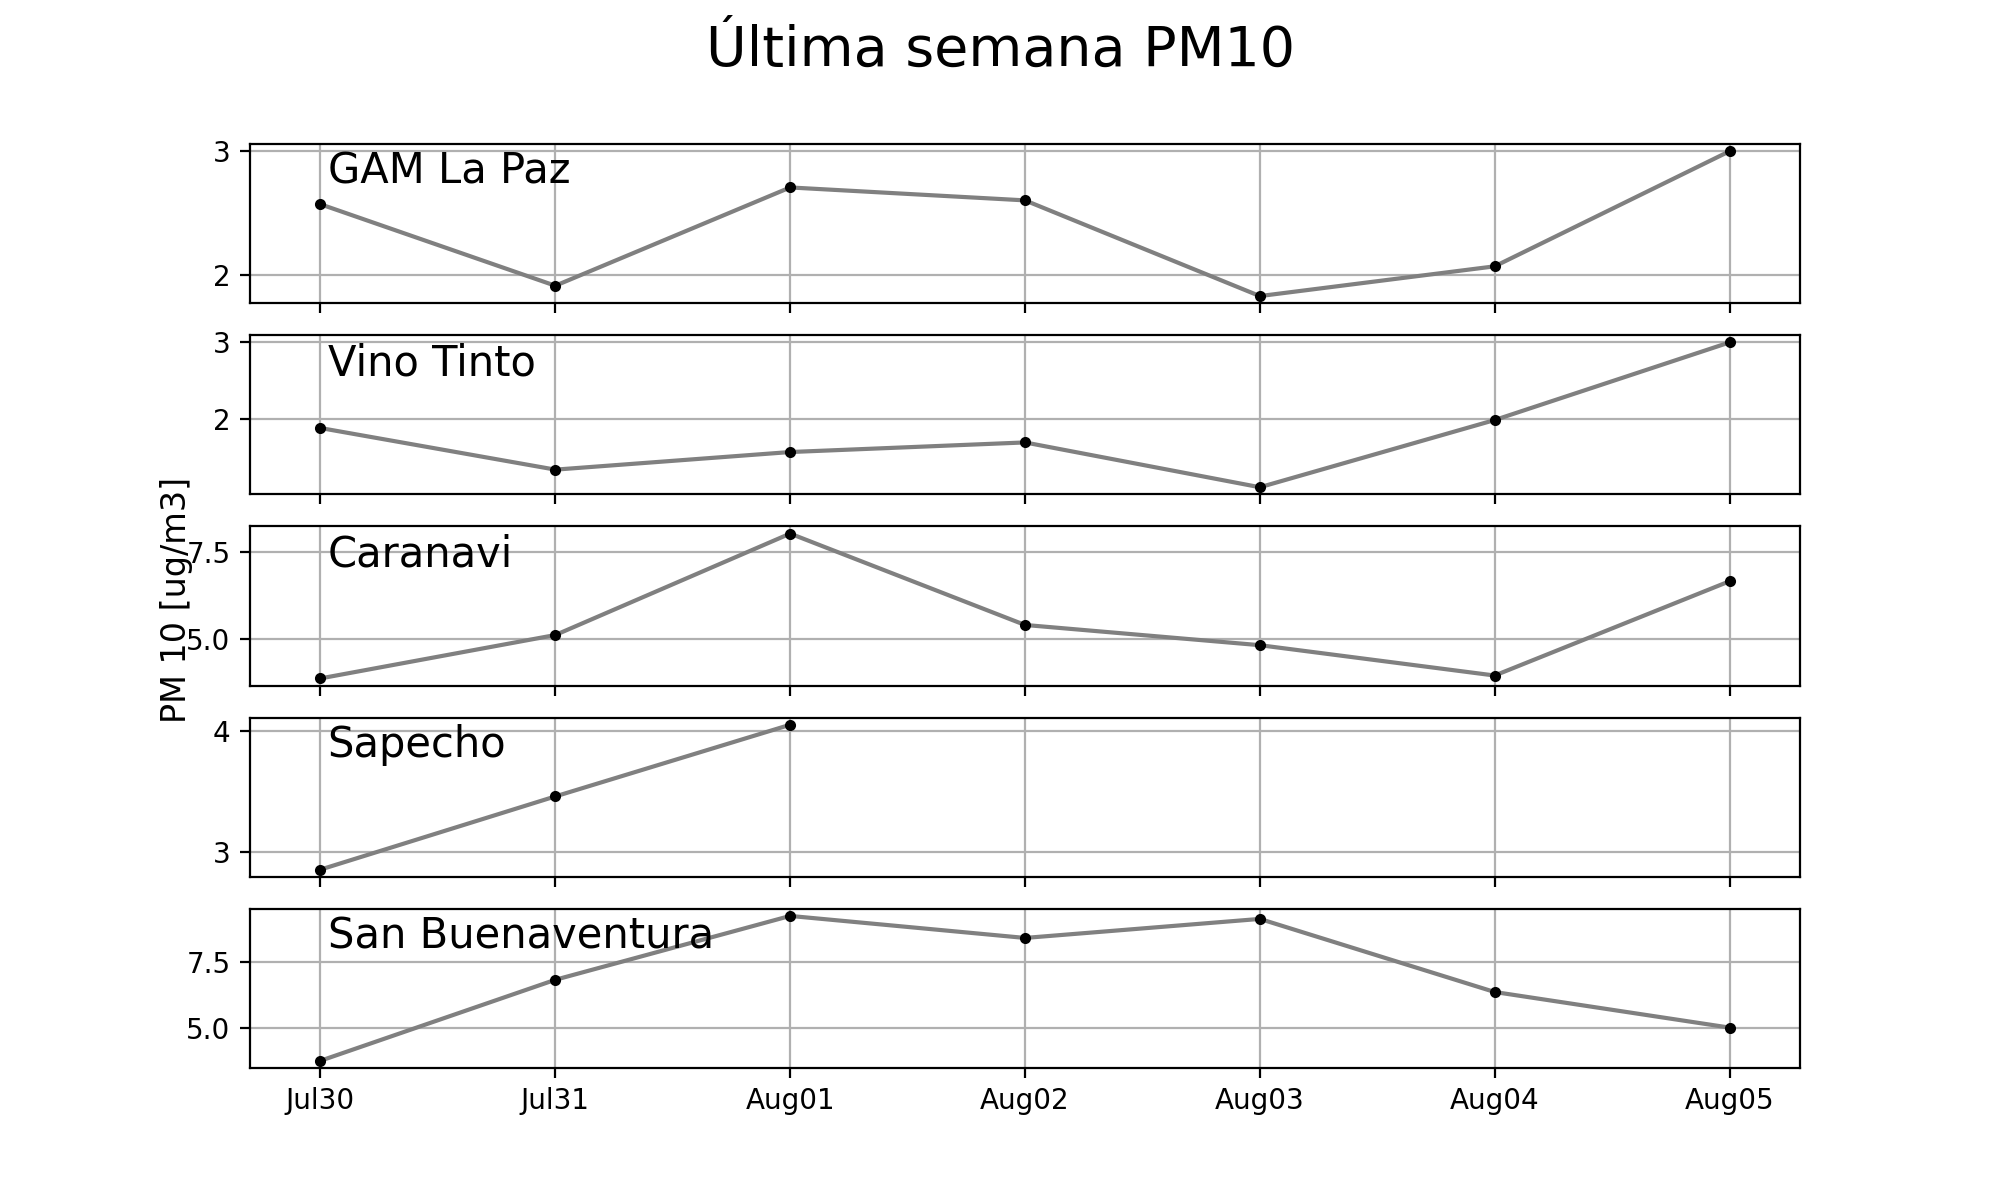 Última semana PM10
PM 10 [ug/m3]
GAM La Paz
3
2
Vino Tinto
3
2
Caranavi
7.5
5.0
Sapecho
4
3
San Buenaventura
7.5
5.0
Jul30 Jul31 Aug01 Aug02 Aug03 Aug04 Aug05